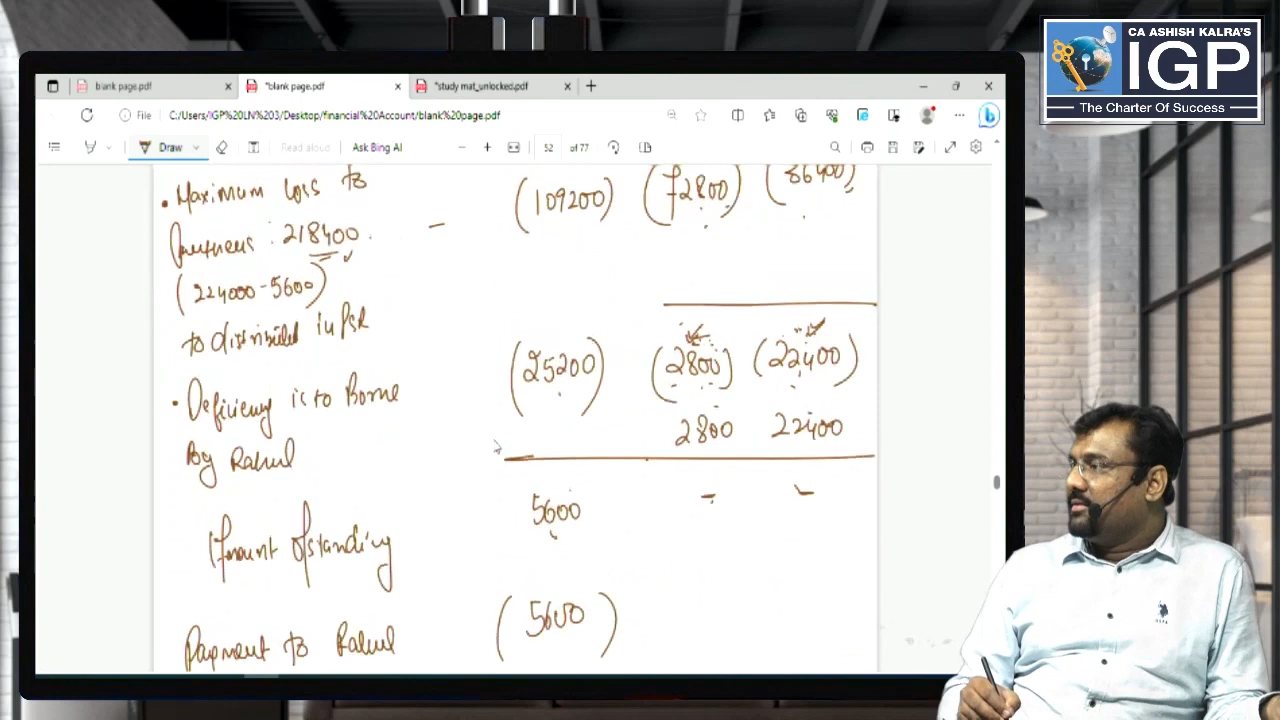 CA ASHISH KALRA'S
IGP
The Charter Of Success
blank page.pdf
*blank page.pdf
*study mat_unlocked.pdf
File
C:/Users/IGP%20LN%203/Desktop/financial%20Account/blank%20page.pdf
Draw
Read aloud
Ask Bing AI
52 of 77
• Maximum loss to
: 218400. - (109200) (72800) (36400)
(224000-5600)
to distributed in PSR
(25200) (2800) (22400)
• Deficiency is to Borne
2800 22400
By Rahul
5600 - -
Amount ofstanding
Payment to Rahul (5600)